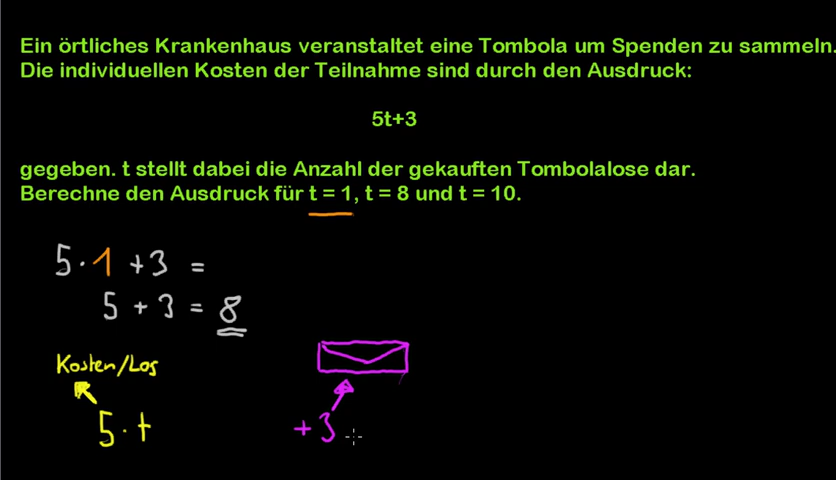 Ein örtliches Krankenhaus veranstaltet eine Tombola um Spenden zu sammeln.
Die individuellen Kosten der Teilnahme sind durch den Ausdruck:
5t+3
gegeben. t stellt dabei die Anzahl der gekauften Tombolalose dar.
Berechne den Ausdruck für t = 1, t = 8 und t = 10.
5·1+3 =
5+3 = 8
Kosten/Los
5·t
+3